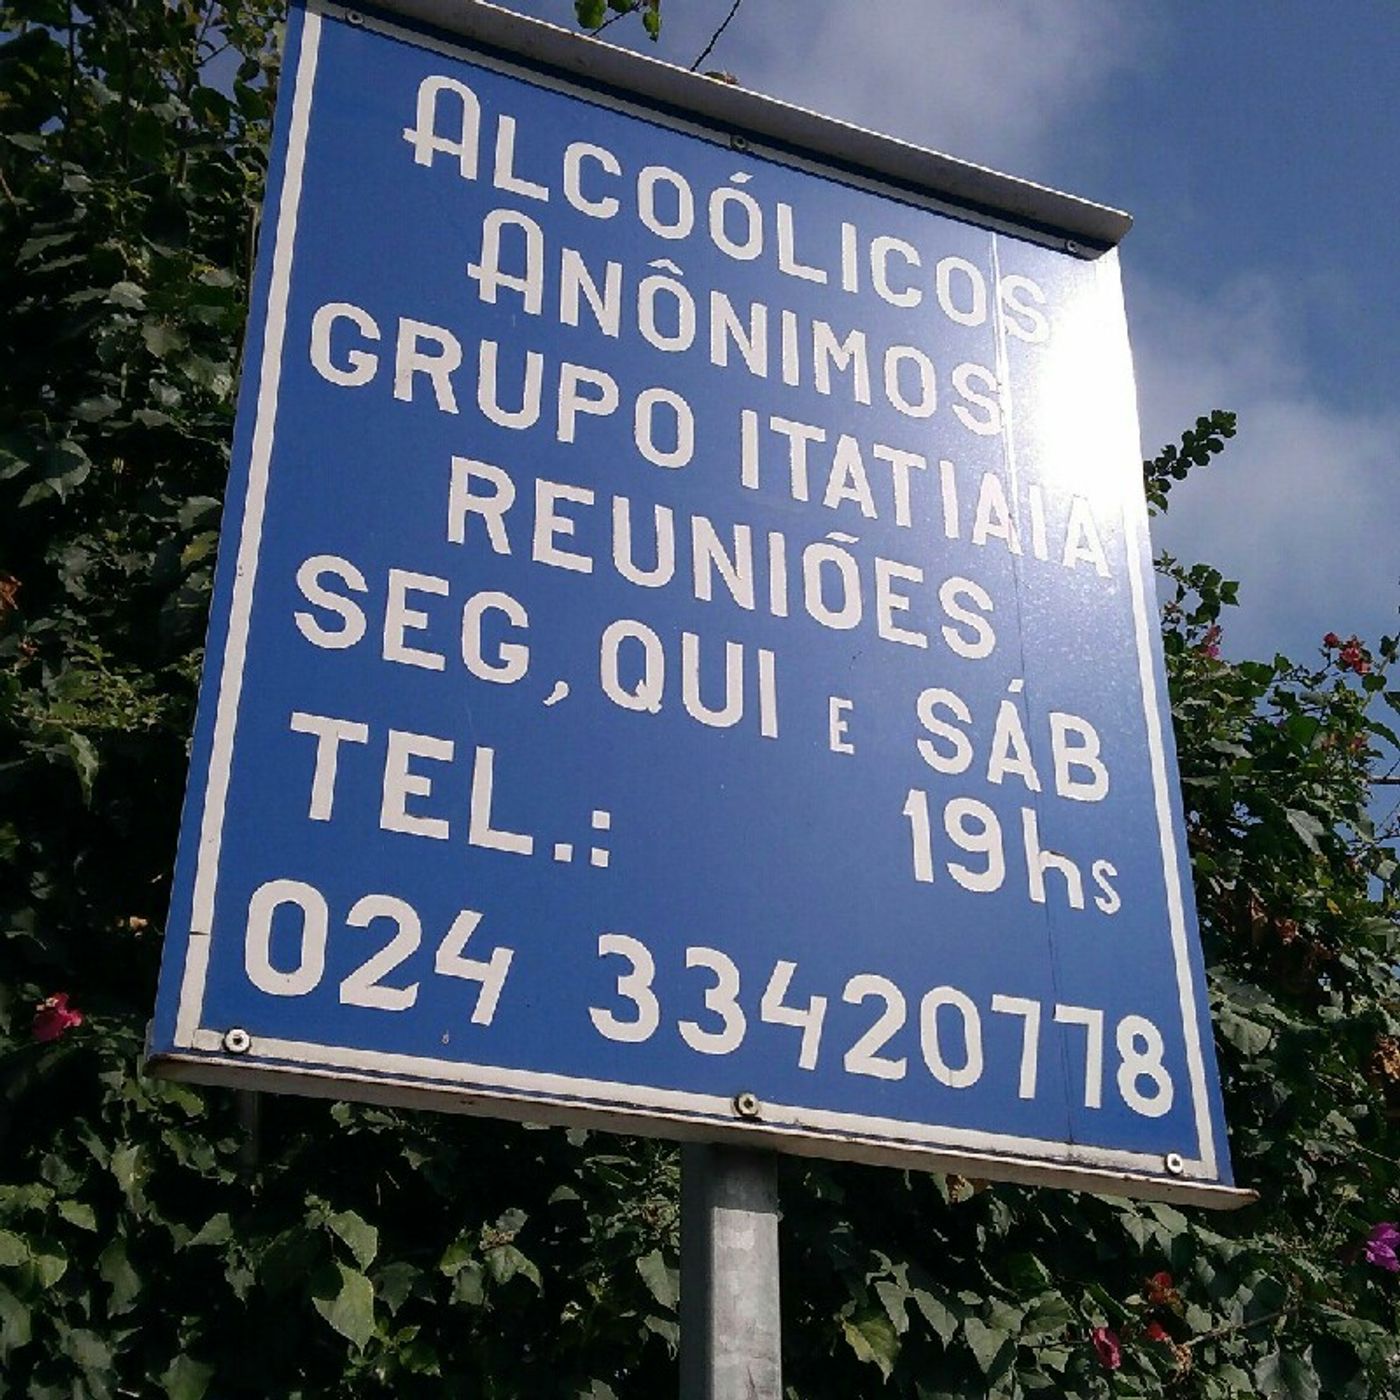 ALCOÓLICOS
ANÔNIMOS
GRUPO ITATIAIA
REUNIÕES
SEG, QUI E SÁB
19hs
TEL.:
024 33420778